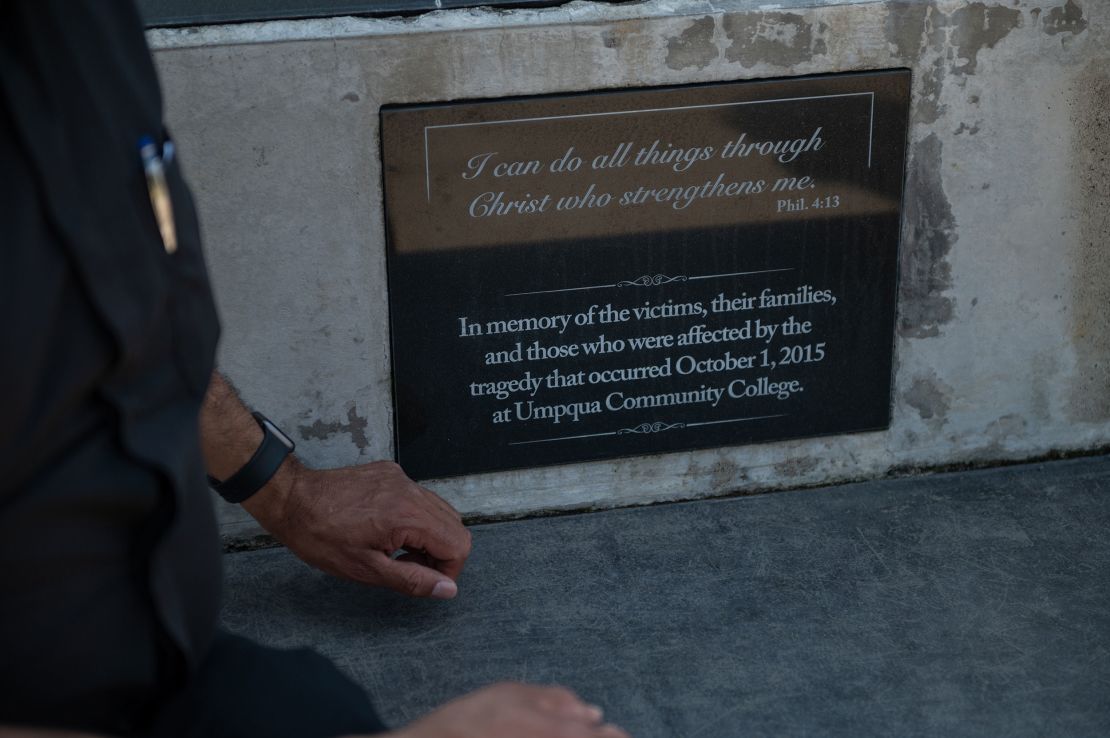 I can do all things through
Christ who strengthens me.
Phil. 4:13
In memory of the victims, their families,
and those who were affected by the
tragedy that occurred October 1, 2015
at Umpqua Community College.